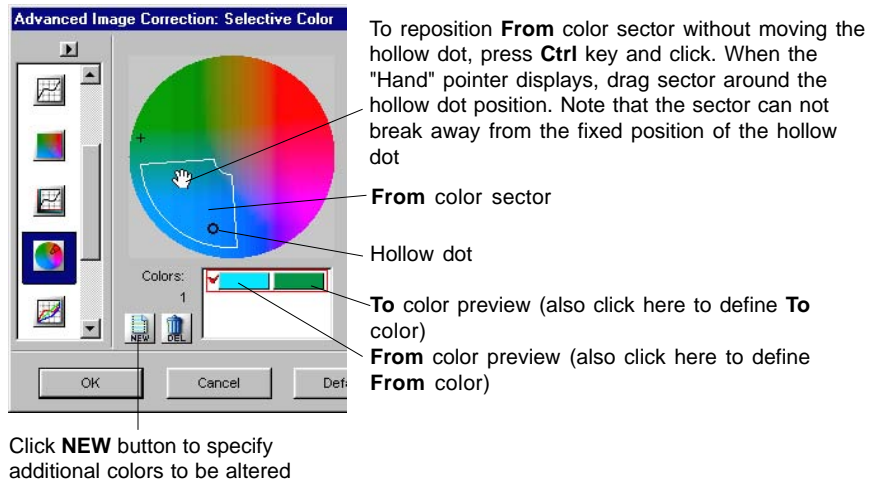 Advanced Image Correction: Selective Color
To reposition From color sector without moving the
hollow dot, press Ctrl key and click. When the
"Hand" pointer displays, drag sector around the
hollow dot position. Note that the sector can not
break away from the fixed position of the hollow
dot
From color sector
Hollow dot
Colors:
1
NEW DEL
To color preview (also click here to define To
color)
From color preview (also click here to define
From color)
OK Cancel Defa
Click NEW button to specify
additional colors to be altered